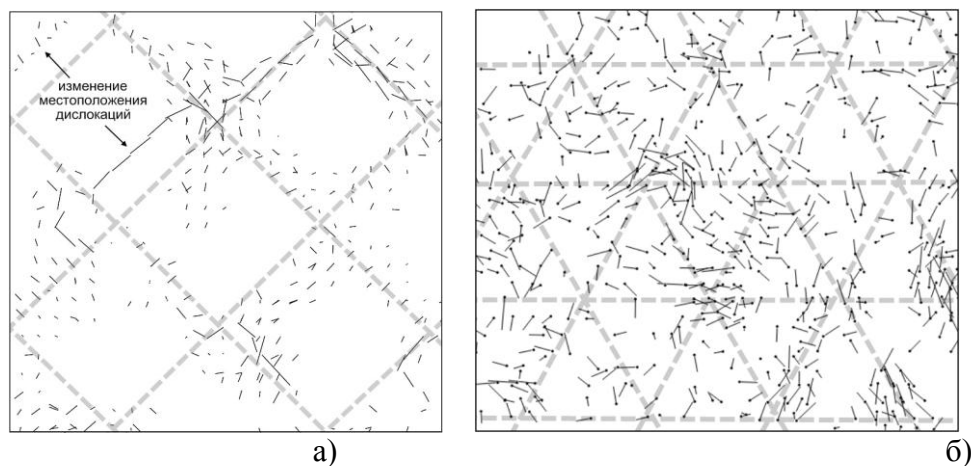 изменение
местоположения
дислокаций
а)
б)